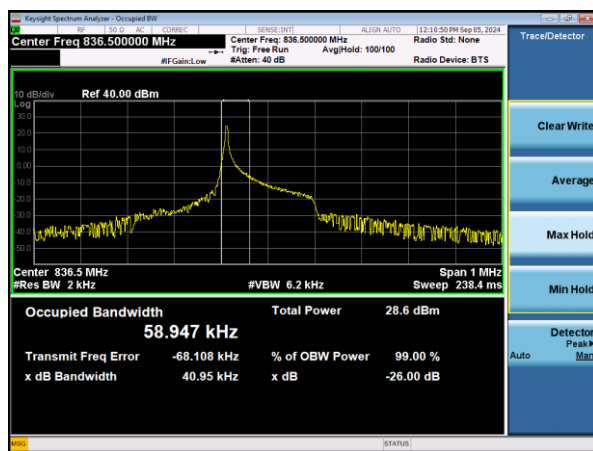 Keysight Spectrum Analyzer - Occupied BW
RF 50 Ω AC CORREC SENSE:INT ALIGN AUTO 12:10:50 PM Sep 05, 2024
Center Freq 836.500000 MHz Center Freq: 836.500000 MHz Radio Std: None
Trig: Free Run Avg|Hold: 100/100
#IFGain:Low #Atten: 40 dB Radio Device: BTS
Trace/Detector
10 dB/div Ref 40.00 dBm
Log
30.0
20.0
10.0
0.00
-10.0
-20.0
-30.0
-40.0
-50.0
Center 836.5 MHz Span 1 MHz
#Res BW 2 kHz #VBW 6.2 kHz Sweep 238.4 ms
Occupied Bandwidth Total Power 28.6 dBm
58.947 kHz
Transmit Freq Error -68.108 kHz % of OBW Power 99.00 %
x dB Bandwidth 40.95 kHz x dB -26.00 dB
Clear Write
Average
Max Hold
Min Hold
Detector
Peak
Auto Man
MSG STATUS